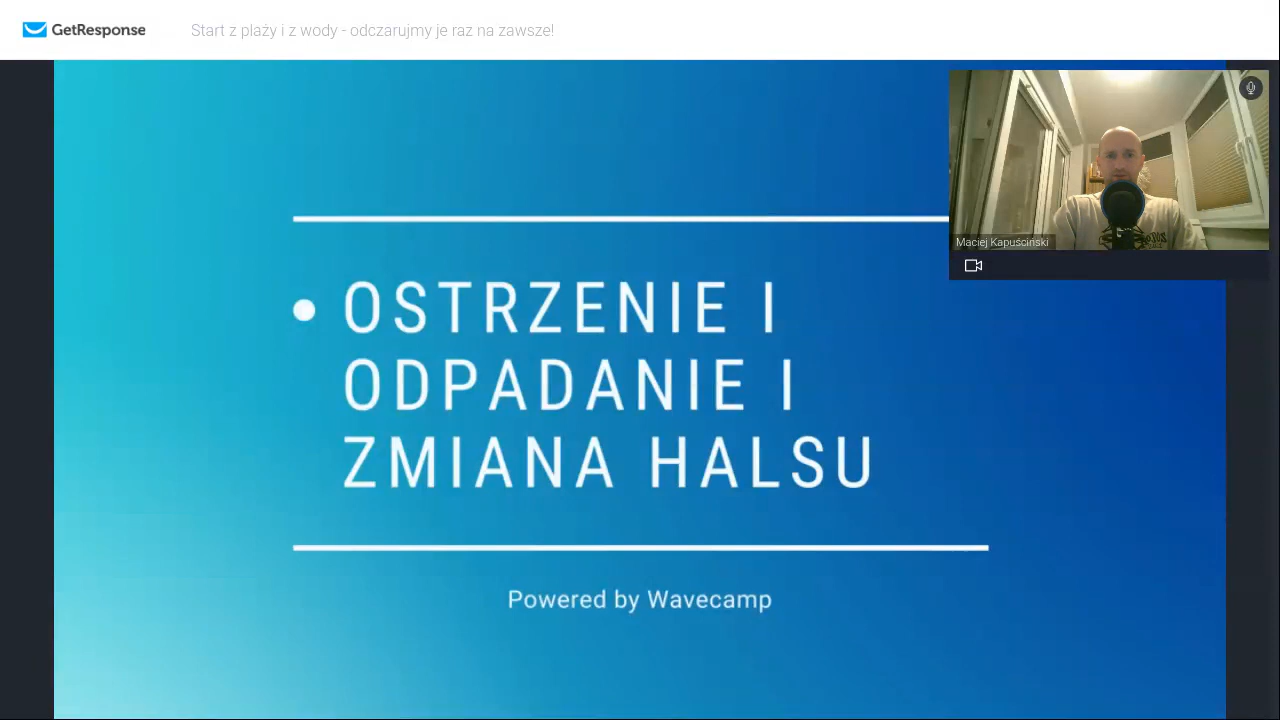 GetResponse
Start z plaży i z wody - odczarujmy je raz na zawsze!
Maciej Kapuściński
• OSTRZENIE I
ODPADANIE I
ZMIANA HALSU
Powered by Wavecamp